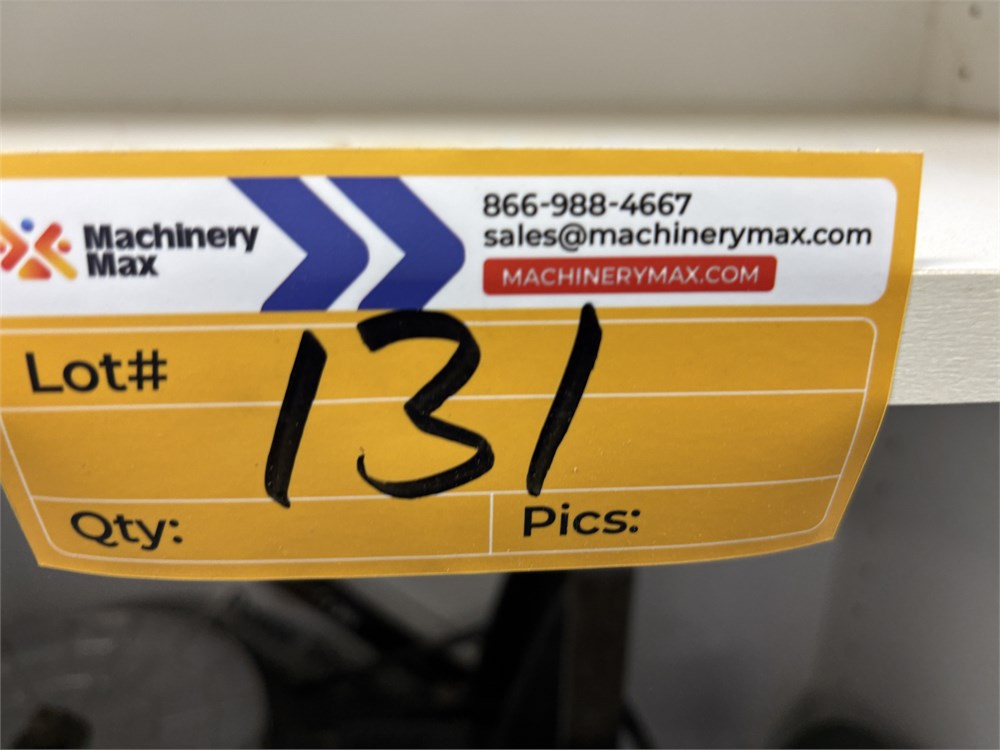 Machinery
Max
866-988-4667
sales@machinerymax.com
MACHINERYMAX.COM
Lot# 131
Qty:
Pics: